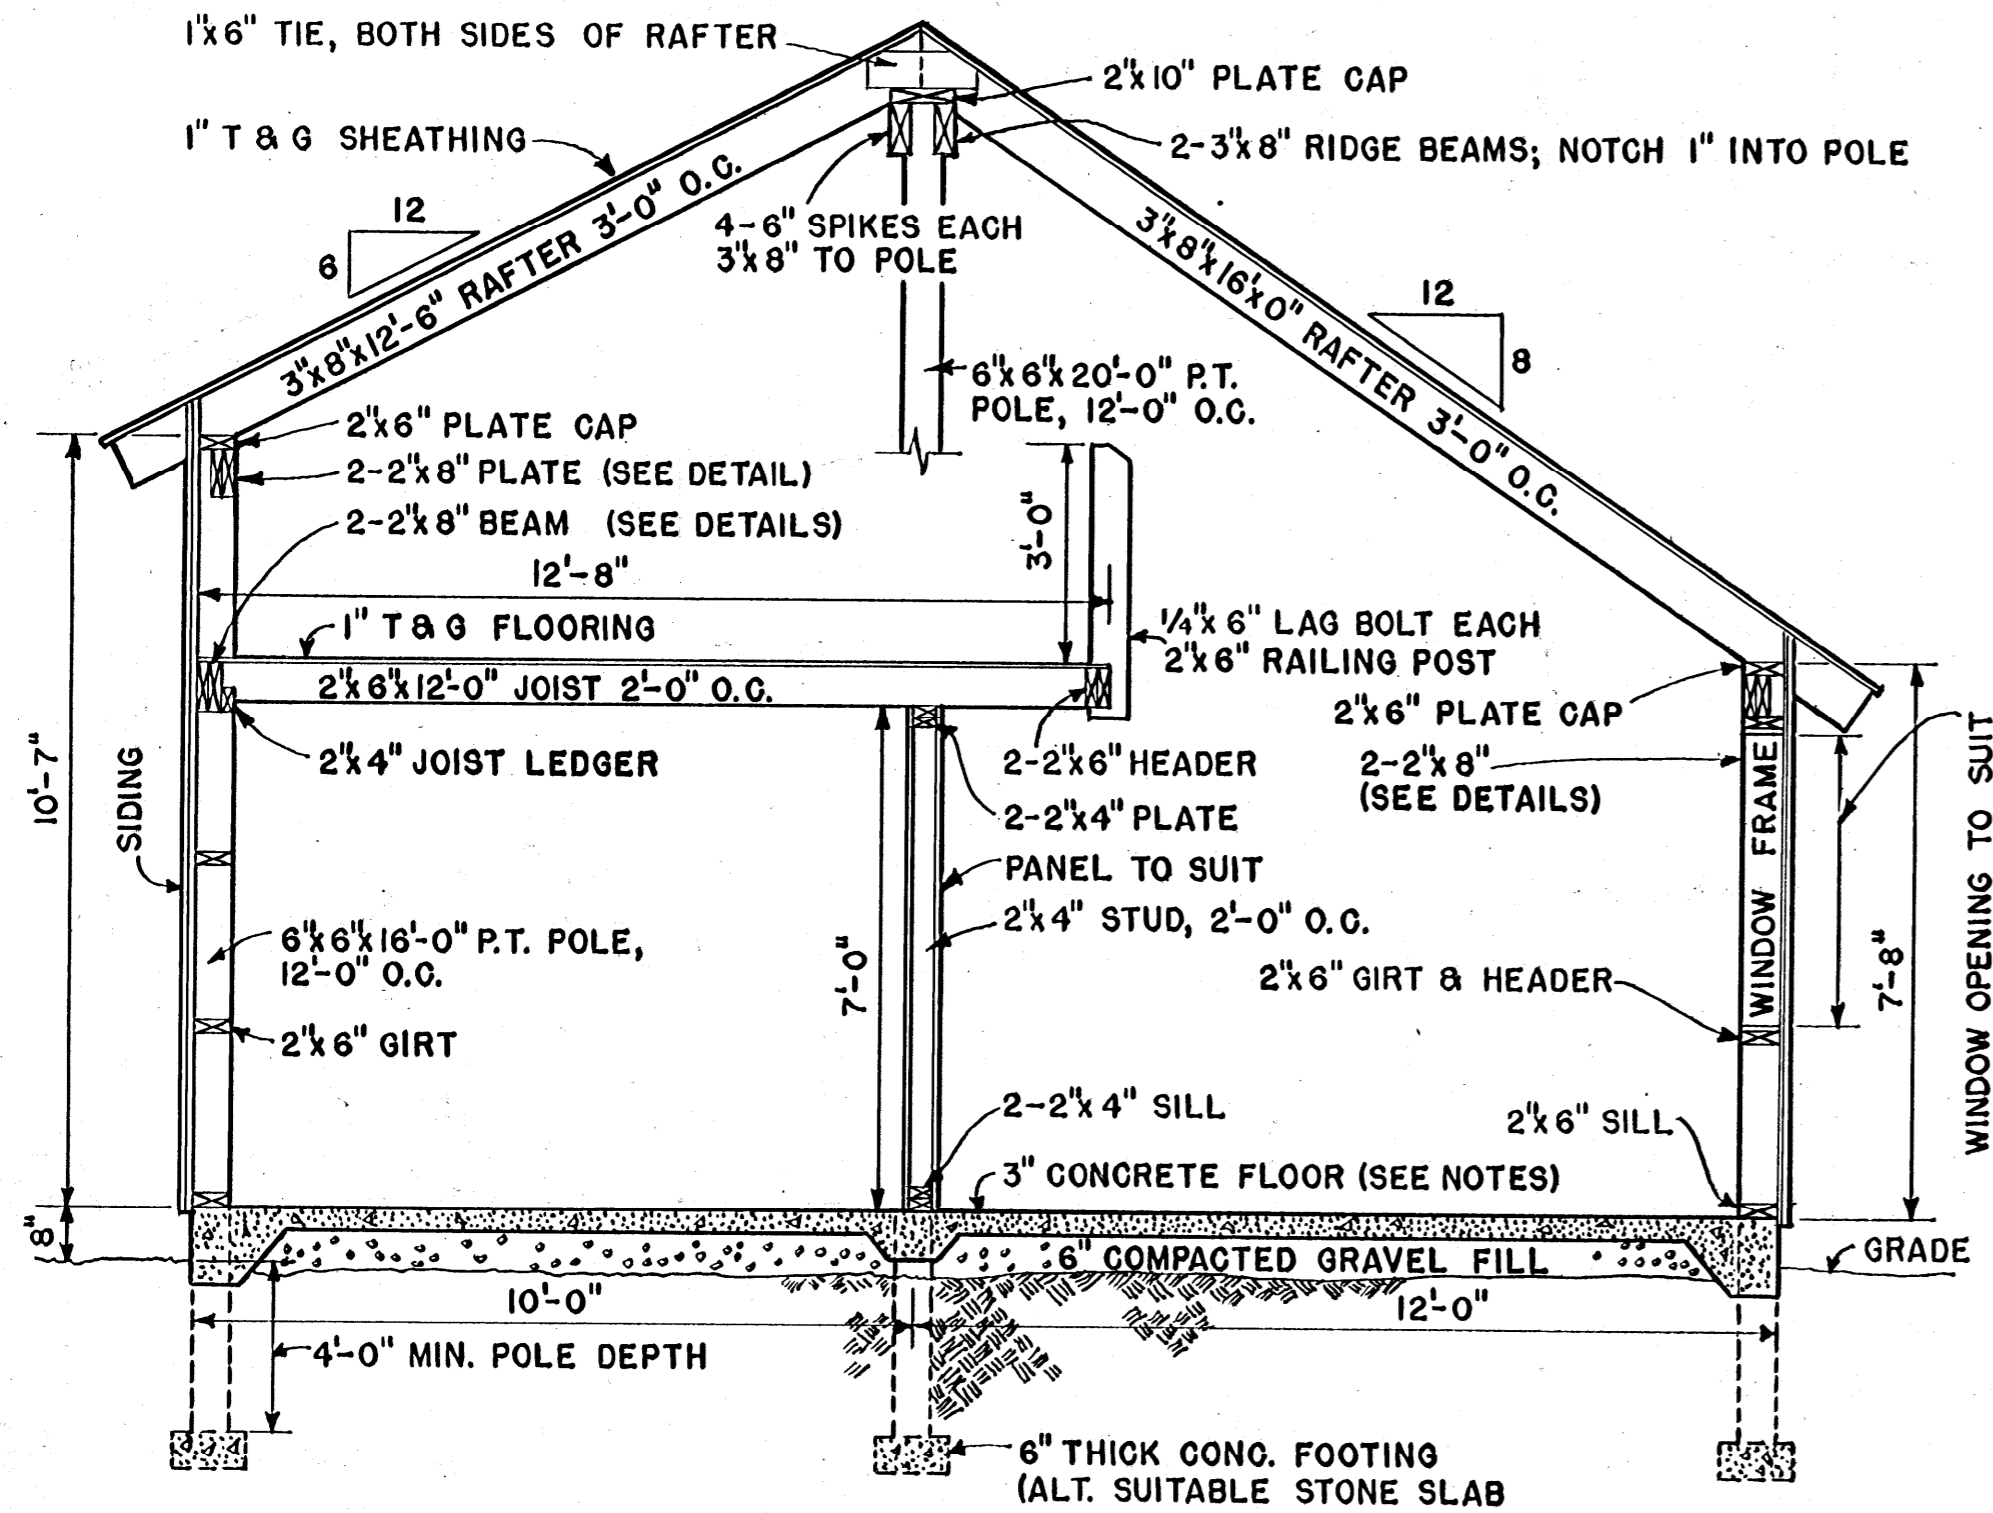 1"x6" TIE, BOTH SIDES OF RAFTER
2"x10" PLATE CAP
1" T & G SHEATHING
2-3"x8" RIDGE BEAMS; NOTCH 1" INTO POLE
4-6" SPIKES EACH
3"x8" TO POLE
12
6
3"x8"x12'-6" RAFTER 3'-0" O.C.
3"x8"x16'x0" RAFTER 3'-0" O.C.
12
8
6"x6"x20'-0" P.T.
POLE, 12'-0" O.C.
2"x6" PLATE CAP
2-2"x8" PLATE (SEE DETAIL)
2-2"x8" BEAM (SEE DETAILS)
3'-0"
12'-8"
1" T & G FLOORING
1/4"x6" LAG BOLT EACH
2"x6" RAILING POST
2"x6"x12'-0" JOIST 2'-0" O.C.
2"x6" PLATE CAP
2"x4" JOIST LEDGER
2-2"x6" HEADER
2-2"x8"
(SEE DETAILS)
2-2"x4" PLATE
10'-7"
SIDING
PANEL TO SUIT
2"x4" STUD, 2'-0" O.C.
WINDOW FRAME
WINDOW OPENING TO SUIT
6"x6"x16'-0" P.T. POLE,
12'-0" O.C.
7'-0"
2"x6" GIRT & HEADER
7'-8"
2"x6" GIRT
2-2"x4" SILL
2"x6" SILL
3" CONCRETE FLOOR (SEE NOTES)
8"
6" COMPACTED GRAVEL FILL
GRADE
10'-0"
12'-0"
4'-0" MIN. POLE DEPTH
6" THICK CONC. FOOTING
(ALT. SUITABLE STONE SLAB